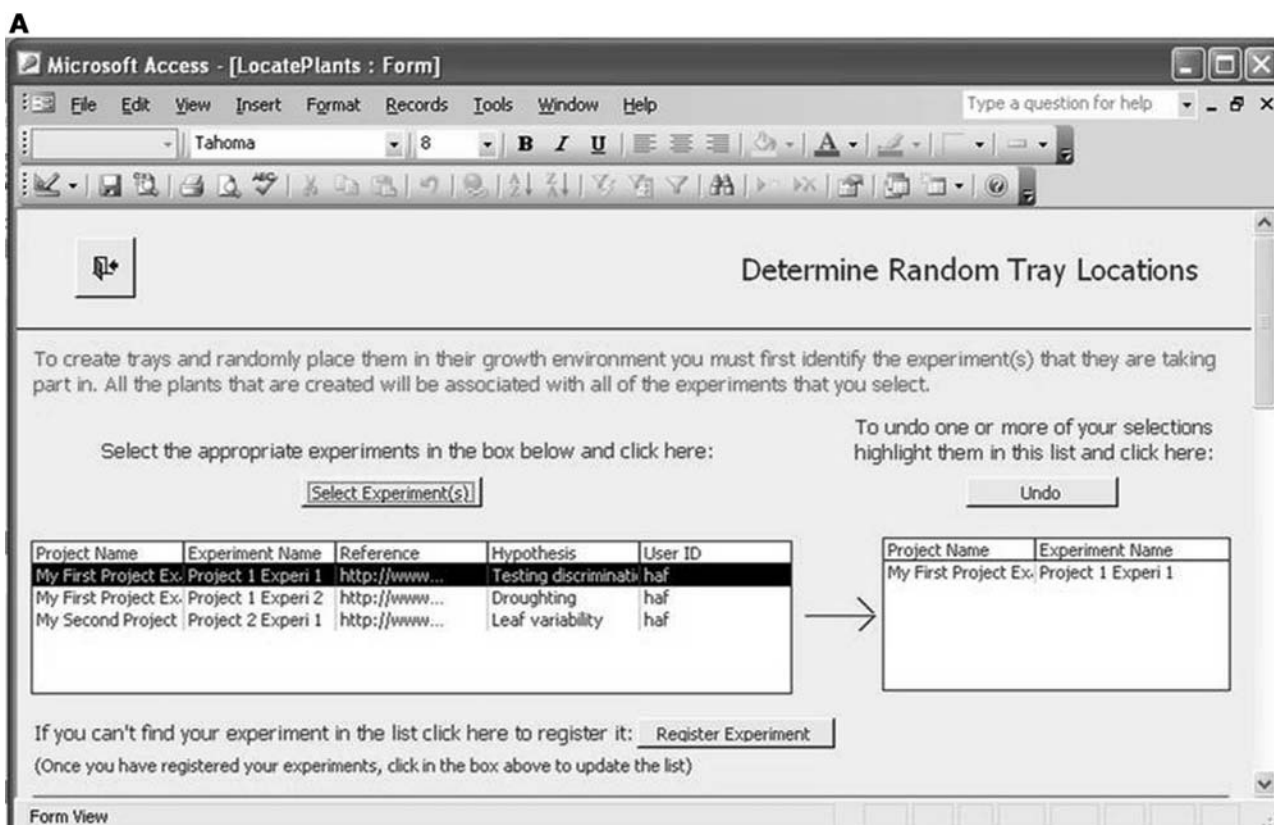 A
Microsoft Access - [LocatePlants : Form]
File Edit View Insert Format Records Tools Window Help Type a question for help
Tahoma 8 B I U A
Determine Random Tray Locations
To create trays and randomly place them in their growth environment you must first identify the experiment(s) that they are taking
part in. All the plants that are created will be associated with all of the experiments that you select.
Select the appropriate experiments in the box below and click here:
Select Experiment(s)
To undo one or more of your selections
highlight them in this list and click here:
Undo
Project Name Experiment Name Reference Hypothesis User ID
My First Project Ex Project 1 Experi 1 http://www... Testing discriminati haf
My First Project Ex Project 1 Experi 2 http://www... Droughting haf
My Second Project Project 2 Experi 1 http://www... Leaf variability haf
Project Name Experiment Name
My First Project Ex Project 1 Experi 1
If you can't find your experiment in the list click here to register it: Register Experiment
(Once you have registered your experiments, click in the box above to update the list)
Form View